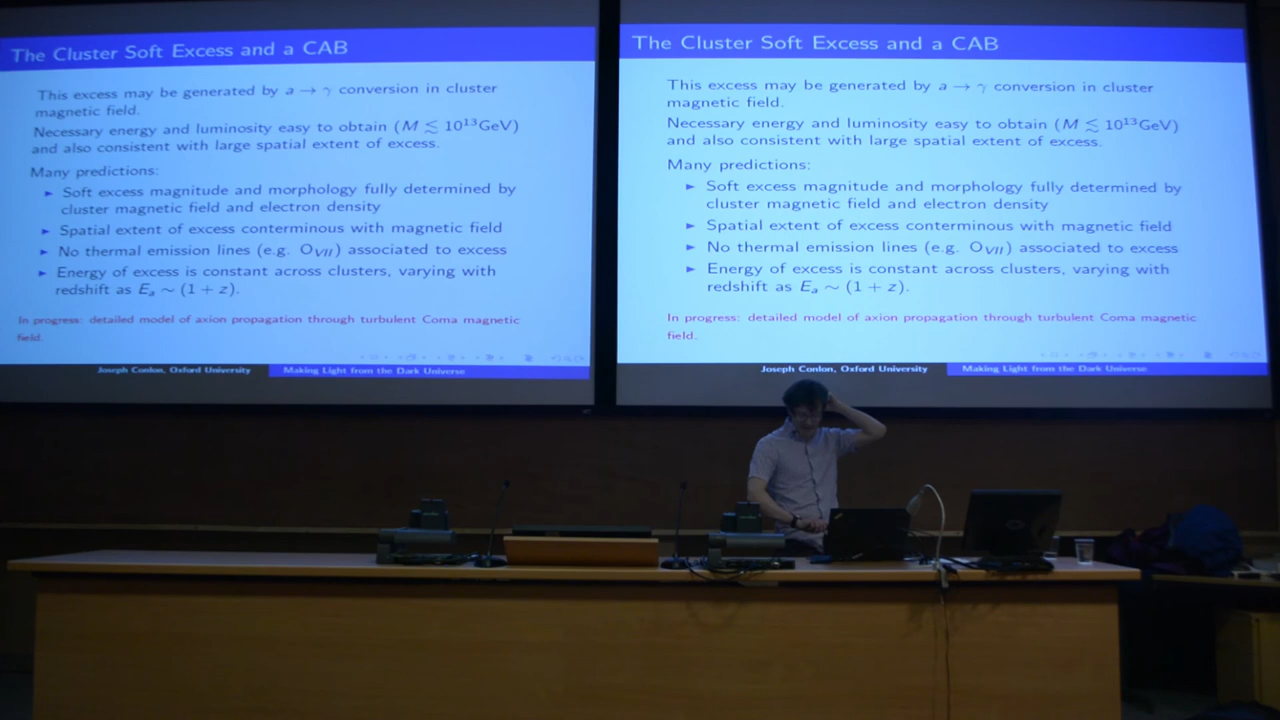 The Cluster Soft Excess and a CAB
This excess may be generated by a → γ conversion in cluster
magnetic field.
Necessary energy and luminosity easy to obtain (M ≲ 10¹³GeV)
and also consistent with large spatial extent of excess.
Many predictions:
► Soft excess magnitude and morphology fully determined by
cluster magnetic field and electron density
► Spatial extent of excess conterminous with magnetic field
► No thermal emission lines (e.g. O_VII) associated to excess
► Energy of excess is constant across clusters, varying with
redshift as E_a ∼ (1 + z).
In progress: detailed model of axion propagation through turbulent Coma magnetic
field.
Joseph Conlon, Oxford University Making Light from the Dark Universe
The Cluster Soft Excess and a CAB
This excess may be generated by a → γ conversion in cluster
magnetic field.
Necessary energy and luminosity easy to obtain (M ≲ 10¹³GeV)
and also consistent with large spatial extent of excess.
Many predictions:
► Soft excess magnitude and morphology fully determined by
cluster magnetic field and electron density
► Spatial extent of excess conterminous with magnetic field
► No thermal emission lines (e.g. O_VII) associated to excess
► Energy of excess is constant across clusters, varying with
redshift as E_a ∼ (1 + z).
In progress: detailed model of axion propagation through turbulent Coma magnetic
field.
Joseph Conlon, Oxford University Making Light from the Dark Universe